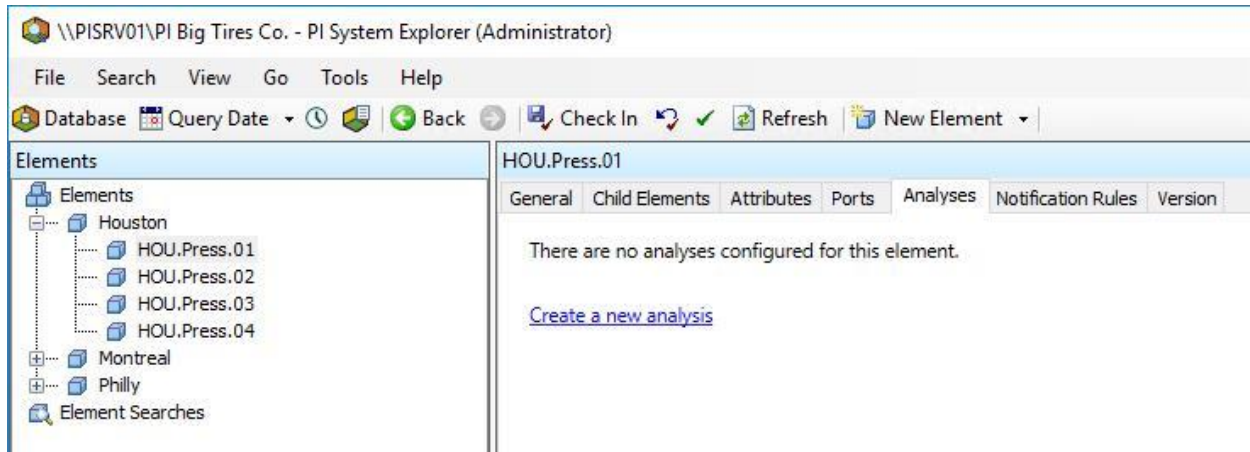 \\PISRV01\PI Big Tires Co. - PI System Explorer (Administrator)
File Search View Go Tools Help
Database Query Date Back Check In Refresh New Element
Elements
Elements
Houston
HOU.Press.01
HOU.Press.02
HOU.Press.03
HOU.Press.04
Montreal
Philly
Element Searches
HOU.Press.01
General Child Elements Attributes Ports Analyses Notification Rules Version
There are no analyses configured for this element.
Create a new analysis